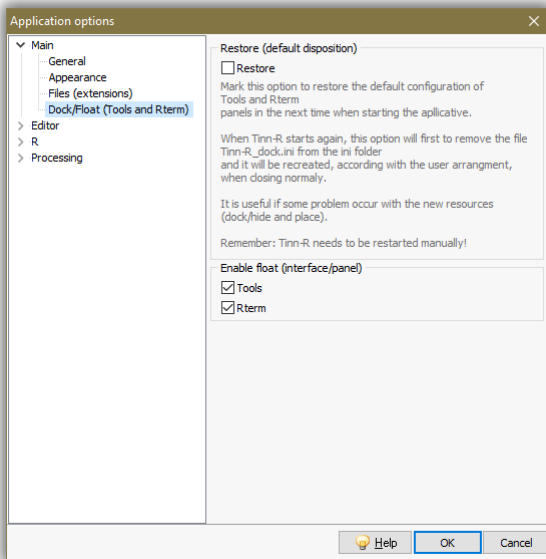 Application options
Main
General
Appearance
Files (extensions)
Dock/Float (Tools and Rterm)
Editor
R
Processing
Restore (default disposition)
Restore
Mark this option to restore the default configuration of
Tools and Rterm
panels in the next time when starting the apllicative.
When Tinn-R starts again, this option will first to remove the file
Tinn-R_dock.ini from the ini folder
and it will be recreated, according with the user arrangment,
when closing normaly.
It is useful if some problem occur with the new resources
(dock/hide and place).
Remember: Tinn-R needs to be restarted manually!
Enable float (interface/panel)
Tools
Rterm
Help
OK
Cancel